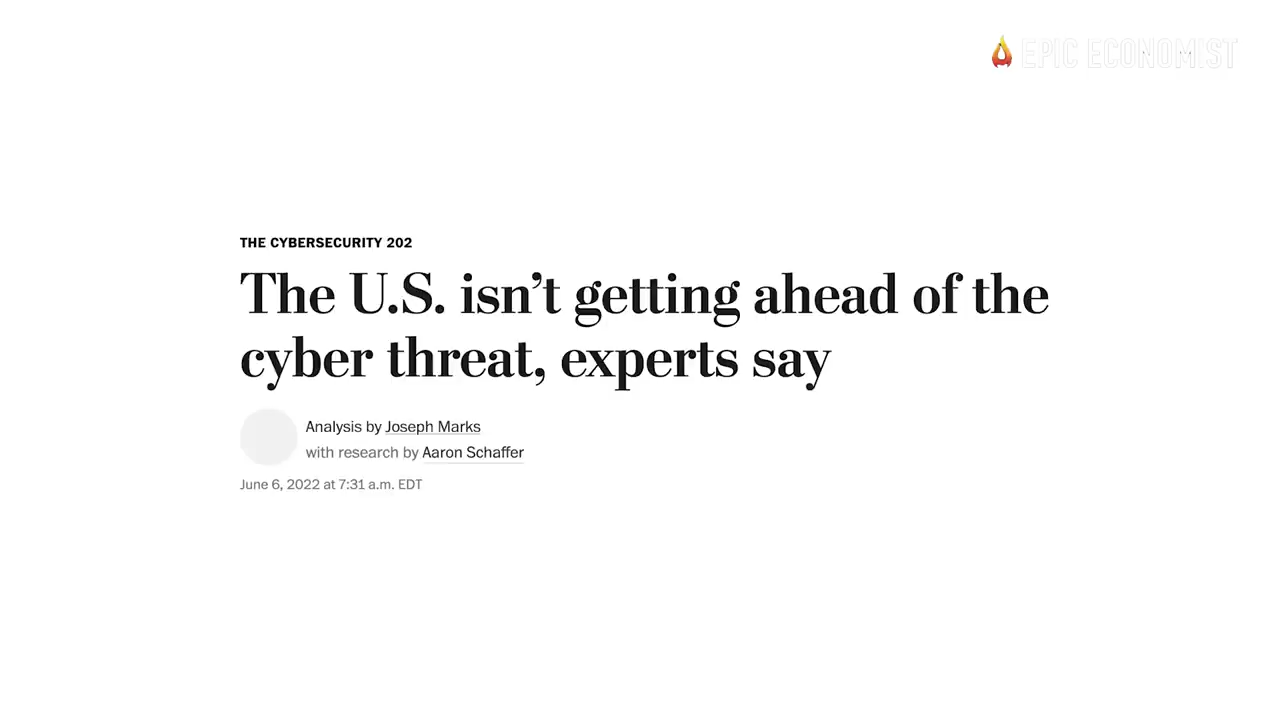 EPIC ECONOMIST
THE CYBERSECURITY 202
The U.S. isn’t getting ahead of the
cyber threat, experts say
Analysis by Joseph Marks
with research by Aaron Schaffer
June 6, 2022 at 7:31 a.m. EDT